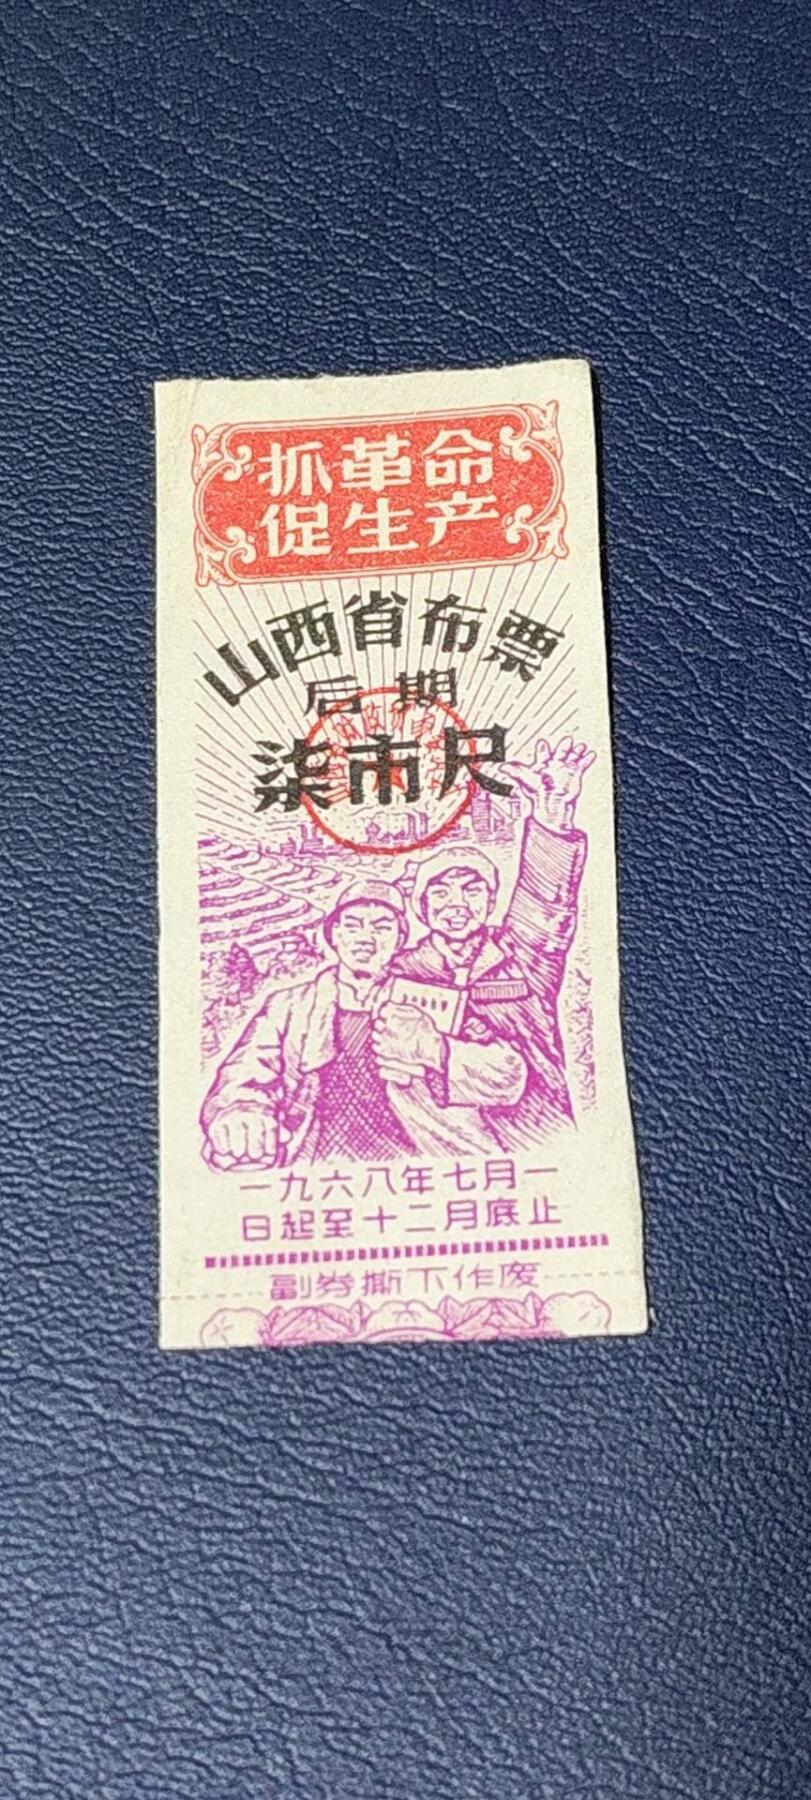 抓革命
促生产
山西省布票
后期
柒市尺
一九六八年七月一
日起至十二月底止
副券撕下作废